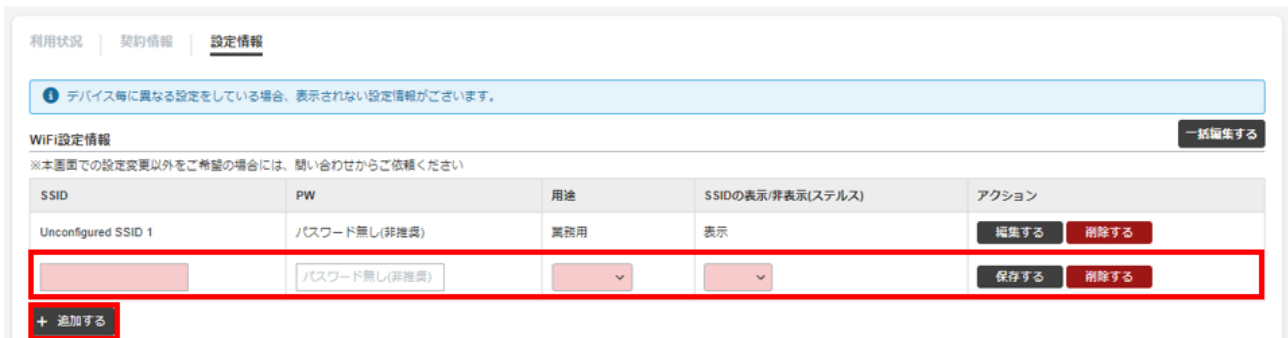 利用状況 契約情報 設定情報
デバイス毎に異なる設定をしている場合、表示されない設定情報がございます。
WiFi設定情報 一括編集する
※本画面での設定変更以外をご希望の場合には、問い合わせからご依頼ください
SSID PW 用途 SSIDの表示/非表示(ステルス) アクション
Unconfigured SSID 1 パスワード無し(非推奨) 業務用 表示 編集する 削除する
パスワード無し(非推奨) 保存する 削除する
+ 追加する